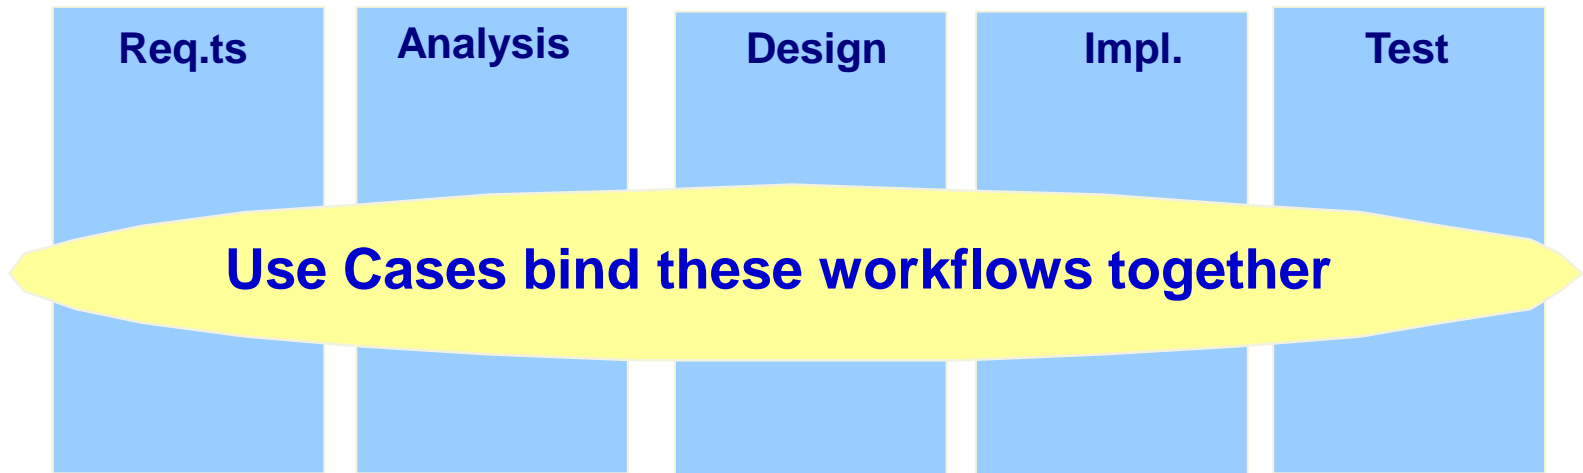 Req.ts
Analysis
Design
Impl.
Test
Use Cases bind these workflows together